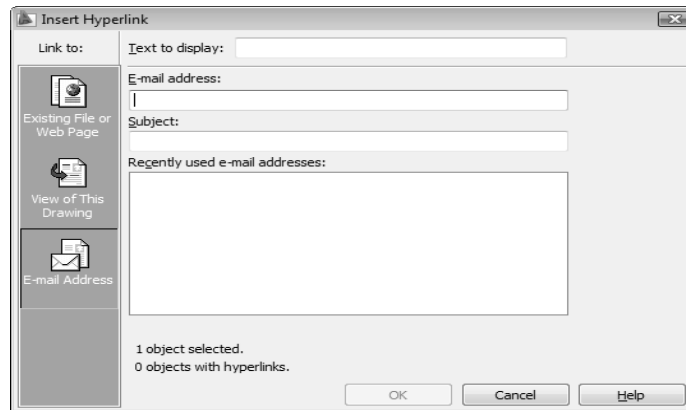 Insert Hyperlink
Link to:
Text to display:
Existing File or
Web Page
View of This
Drawing
E-mail Address
E-mail address:
Subject:
Recently used e-mail addresses:
1 object selected.
0 objects with hyperlinks.
OK
Cancel
Help